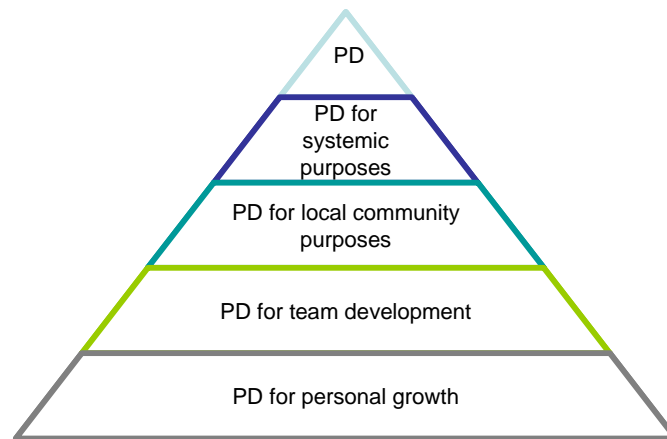 PD
PD for
systemic
purposes
PD for local community
purposes
PD for team development
PD for personal growth